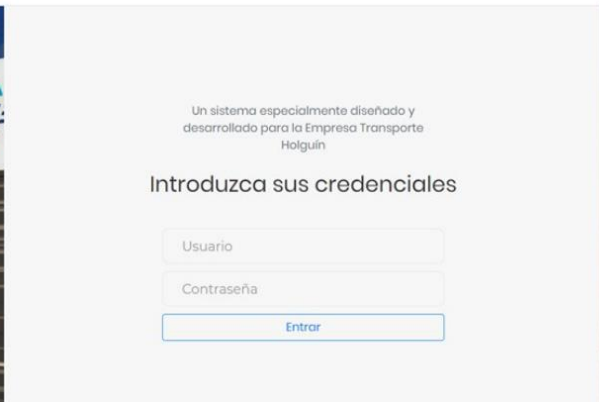 Un sistema especialmente diseñado y
desarrollado para la Empresa Transporte
Holguín
Introduzca sus credenciales
Usuario
Contraseña
Entrar